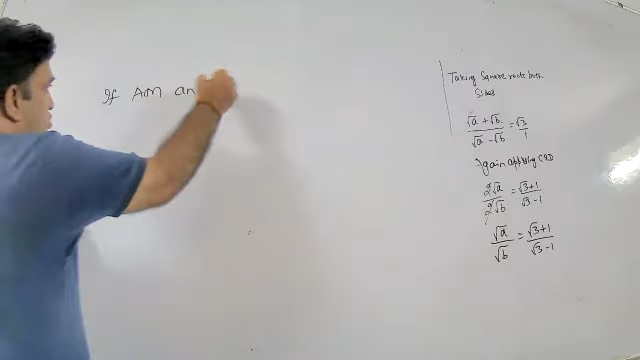 If AM an
Taking Square roote both
Sides
√a + √b / √a - √b = √3 / 1
Again applying C&D
2√a / 2√b = √3+1 / √3-1
√a / √b = √3+1 / √3-1